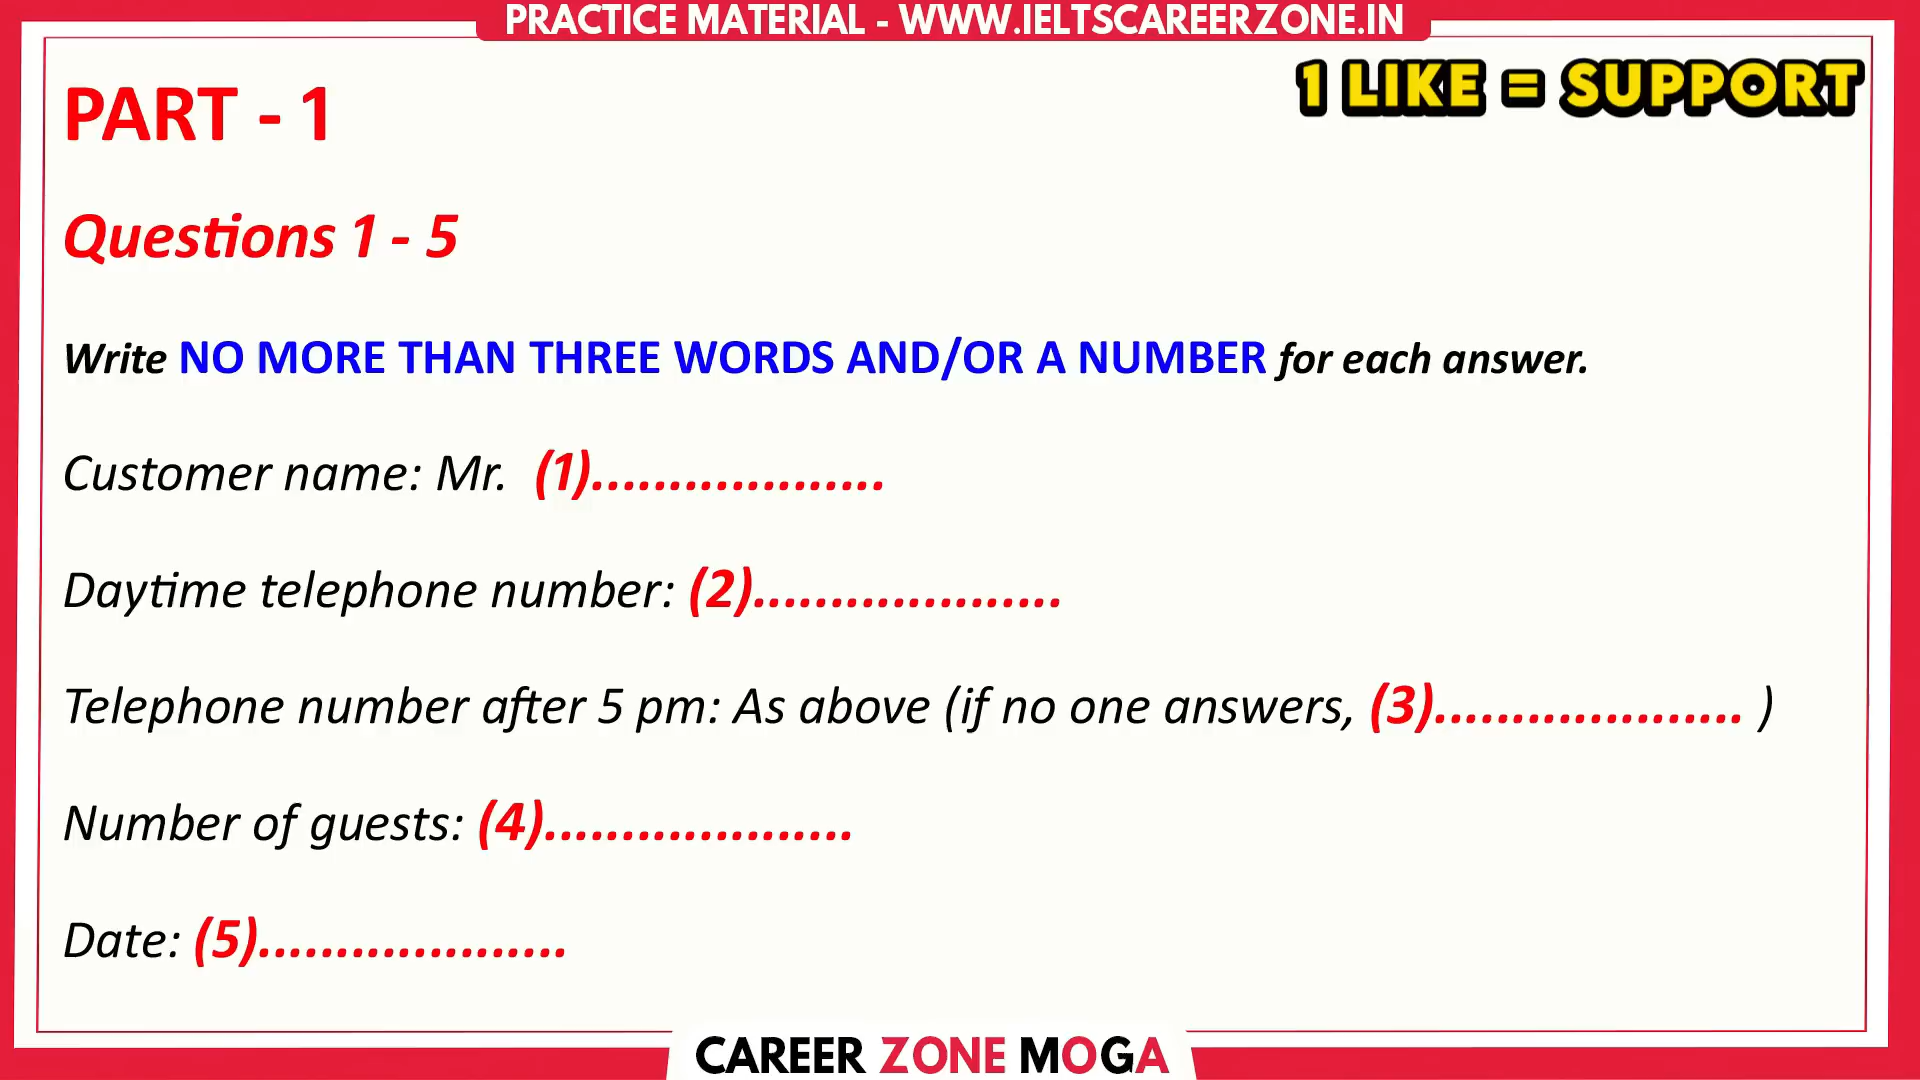 PRACTICE MATERIAL - WWW.IELTSCAREERZONE.IN
1 LIKE = SUPPORT
PART - 1
Questions 1 - 5
Write NO MORE THAN THREE WORDS AND/OR A NUMBER for each answer.
Customer name: Mr. (1)...................
Daytime telephone number: (2)....................
Telephone number after 5 pm: As above (if no one answers, (3).................... )
Number of guests: (4)....................
Date: (5)....................
CAREER ZONE MOGA